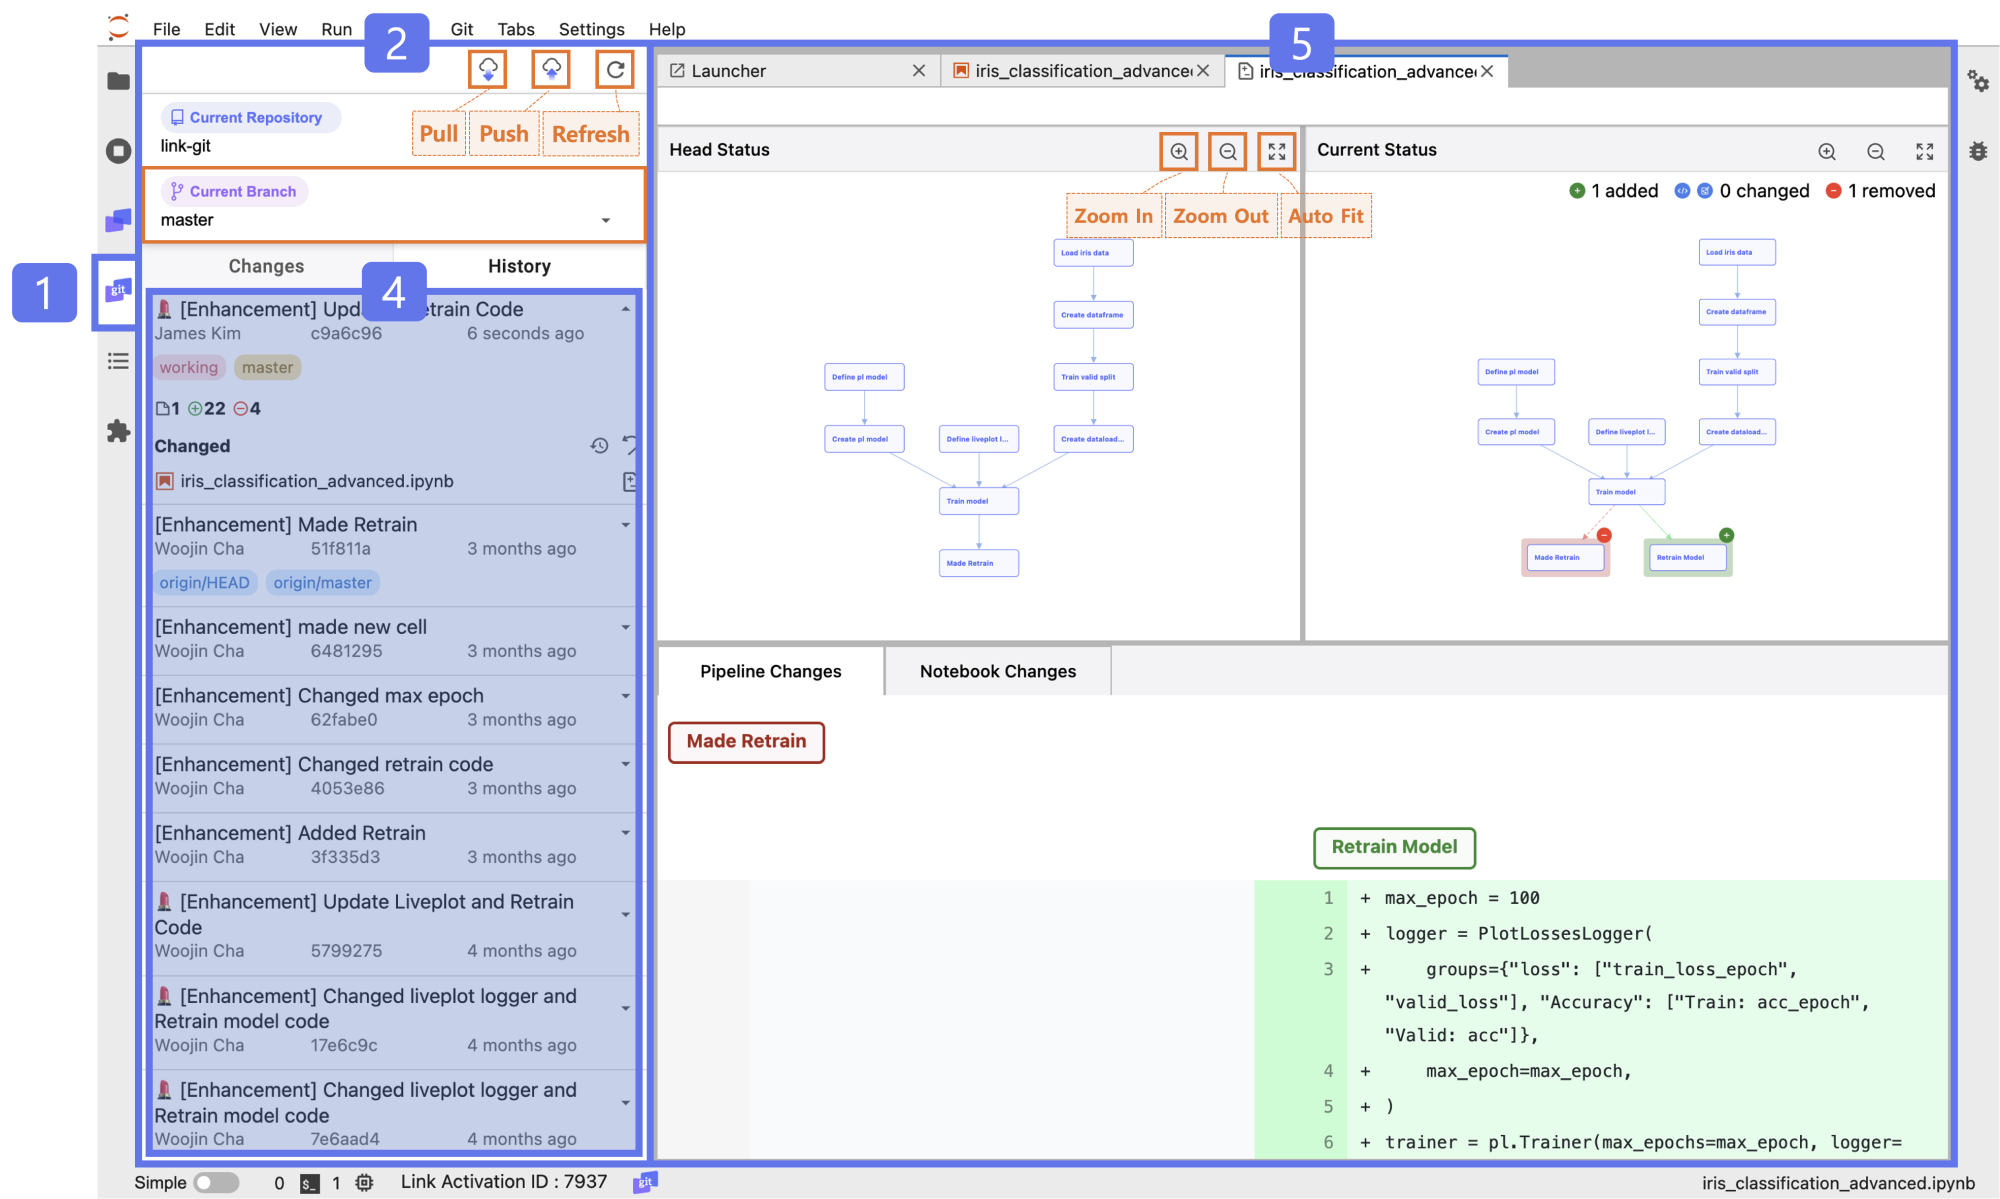 File Edit View Run Git Tabs Settings Help
1
2
4
5
Pull Push Refresh
Current Repository
link-git
Current Branch
master
Changes History
git
[Enhancement] Upd etrain Code
James Kim c9a6c96 6 seconds ago
working master
1 22 4
Changed
iris_classification_advanced.ipynb
[Enhancement] Made Retrain
Woojin Cha 51f811a 3 months ago
origin/HEAD origin/master
[Enhancement] made new cell
Woojin Cha 6481295 3 months ago
[Enhancement] Changed max epoch
Woojin Cha 62fabe0 3 months ago
[Enhancement] Changed retrain code
Woojin Cha 4053e86 3 months ago
[Enhancement] Added Retrain
Woojin Cha 3f335d3 3 months ago
[Enhancement] Update Liveplot and Retrain
Code
Woojin Cha 5799275 4 months ago
[Enhancement] Changed liveplot logger and
Retrain model code
Woojin Cha 17e6c9c 4 months ago
[Enhancement] Changed liveplot logger and
Retrain model code
Woojin Cha 7e6aad4 4 months ago
Launcher iris_classification_advance iris_classification_advance
Head Status
Zoom In Zoom Out Auto Fit
Load iris data
Create dataframe
Define pl model Train valid split
Create pl model Define liveplot l... Create dataload...
Train model
Made Retrain
Current Status
1 added 0 changed 1 removed
Load iris data
Create dataframe
Define pl model Train valid split
Create pl model Define liveplot l... Create dataload...
Train model
Made Retrain Retrain Model
Pipeline Changes Notebook Changes
Made Retrain
Retrain Model
1 + max_epoch = 100
2 + logger = PlotLossesLogger(
3 + groups={"loss": ["train_loss_epoch",
"valid_loss"], "Accuracy": ["Train: acc_epoch",
"Valid: acc"]},
4 + max_epoch=max_epoch,
5 + )
6 + trainer = pl.Trainer(max_epochs=max_epoch, logger=
Simple 0 $_ 1 Link Activation ID : 7937 git iris_classification_advanced.ipynb